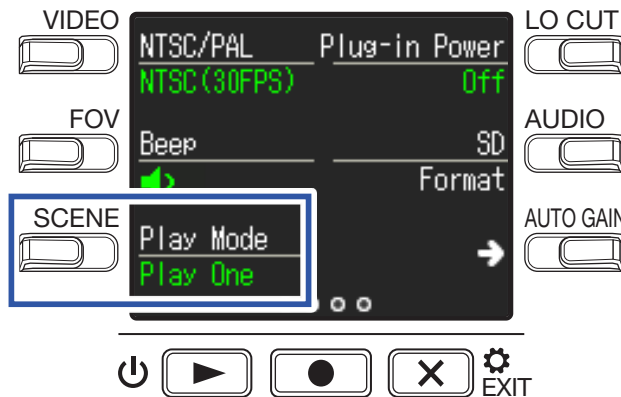 VIDEO
LO CUT
NTSC/PAL
Plug-in Power
NTSC(30FPS)
Off
FOV
AUDIO
Beep
SD
Format
SCENE
AUTO GAIN
Play Mode
Play One
EXIT